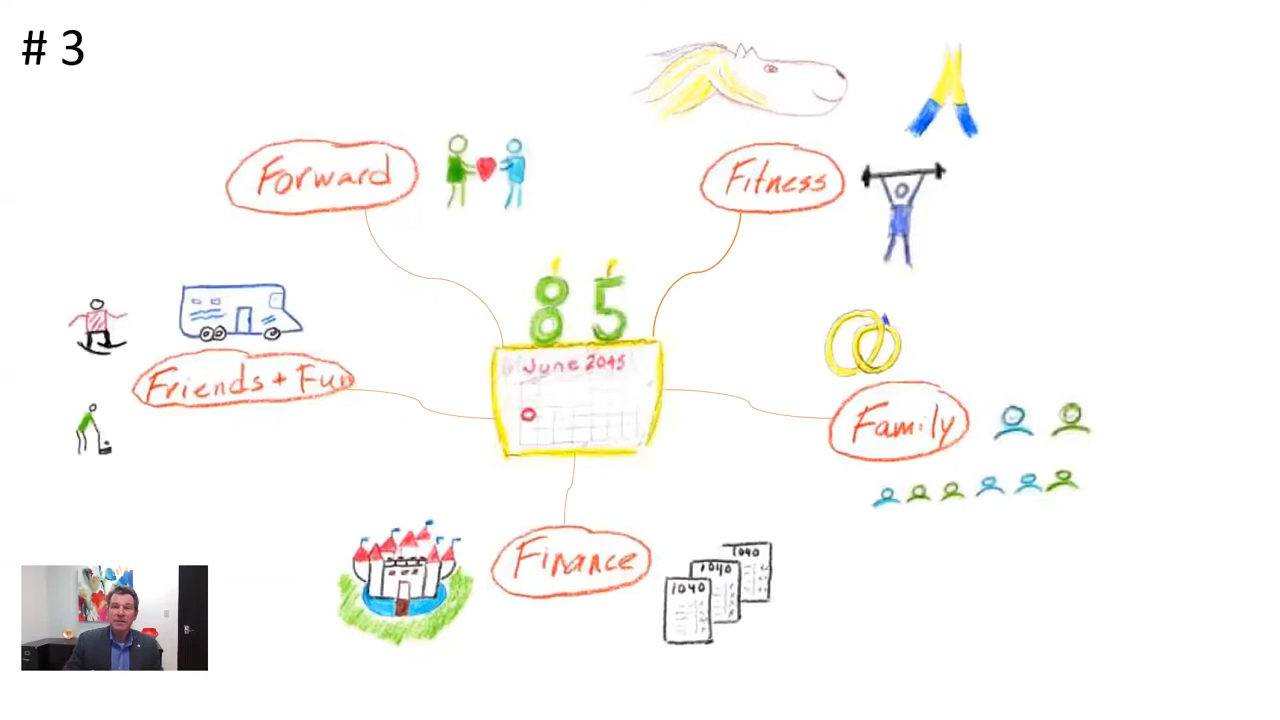 # 3
Forward
Fitness
85
June 2045
Friends + Fun
Family
Finance
1040
1040
1040